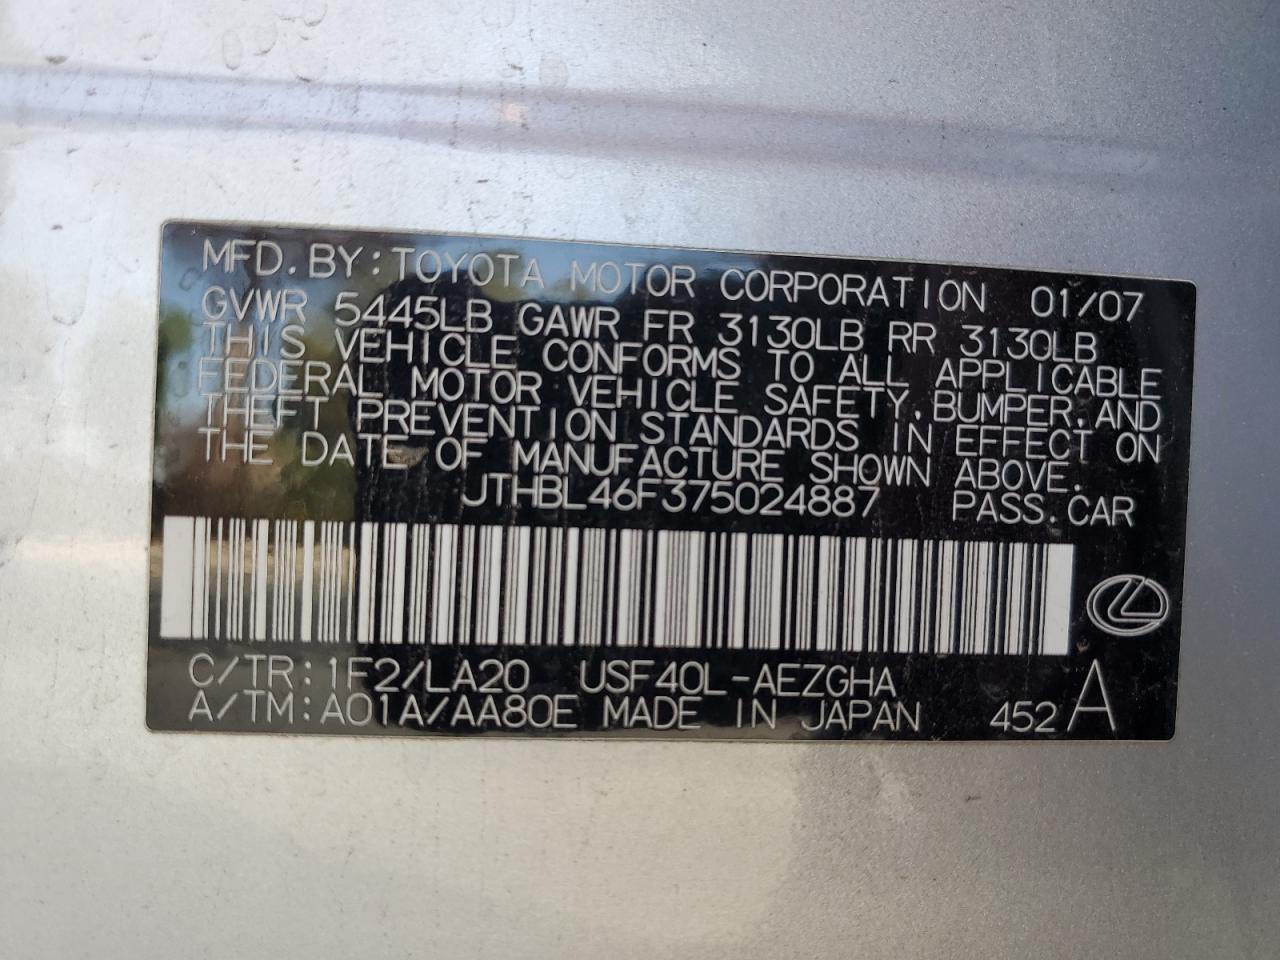 MFD. BY: TOYOTA MOTOR CORPORATION 01/07
GVWR 5445LB GAWR FR 3130LB RR 3130LB
THIS VEHICLE CONFORMS TO ALL APPLICABLE
FEDERAL MOTOR VEHICLE SAFETY, BUMPER, AND
THEFT PREVENTION STANDARDS IN EFFECT ON
THE DATE OF MANUFACTURE SHOWN ABOVE.
JTHBL46F375024887 PASS. CAR
C/TR: 1F2/LA20 USF40L-AEZGHA
A/TM: A01A/AA80E MADE IN JAPAN 452 A